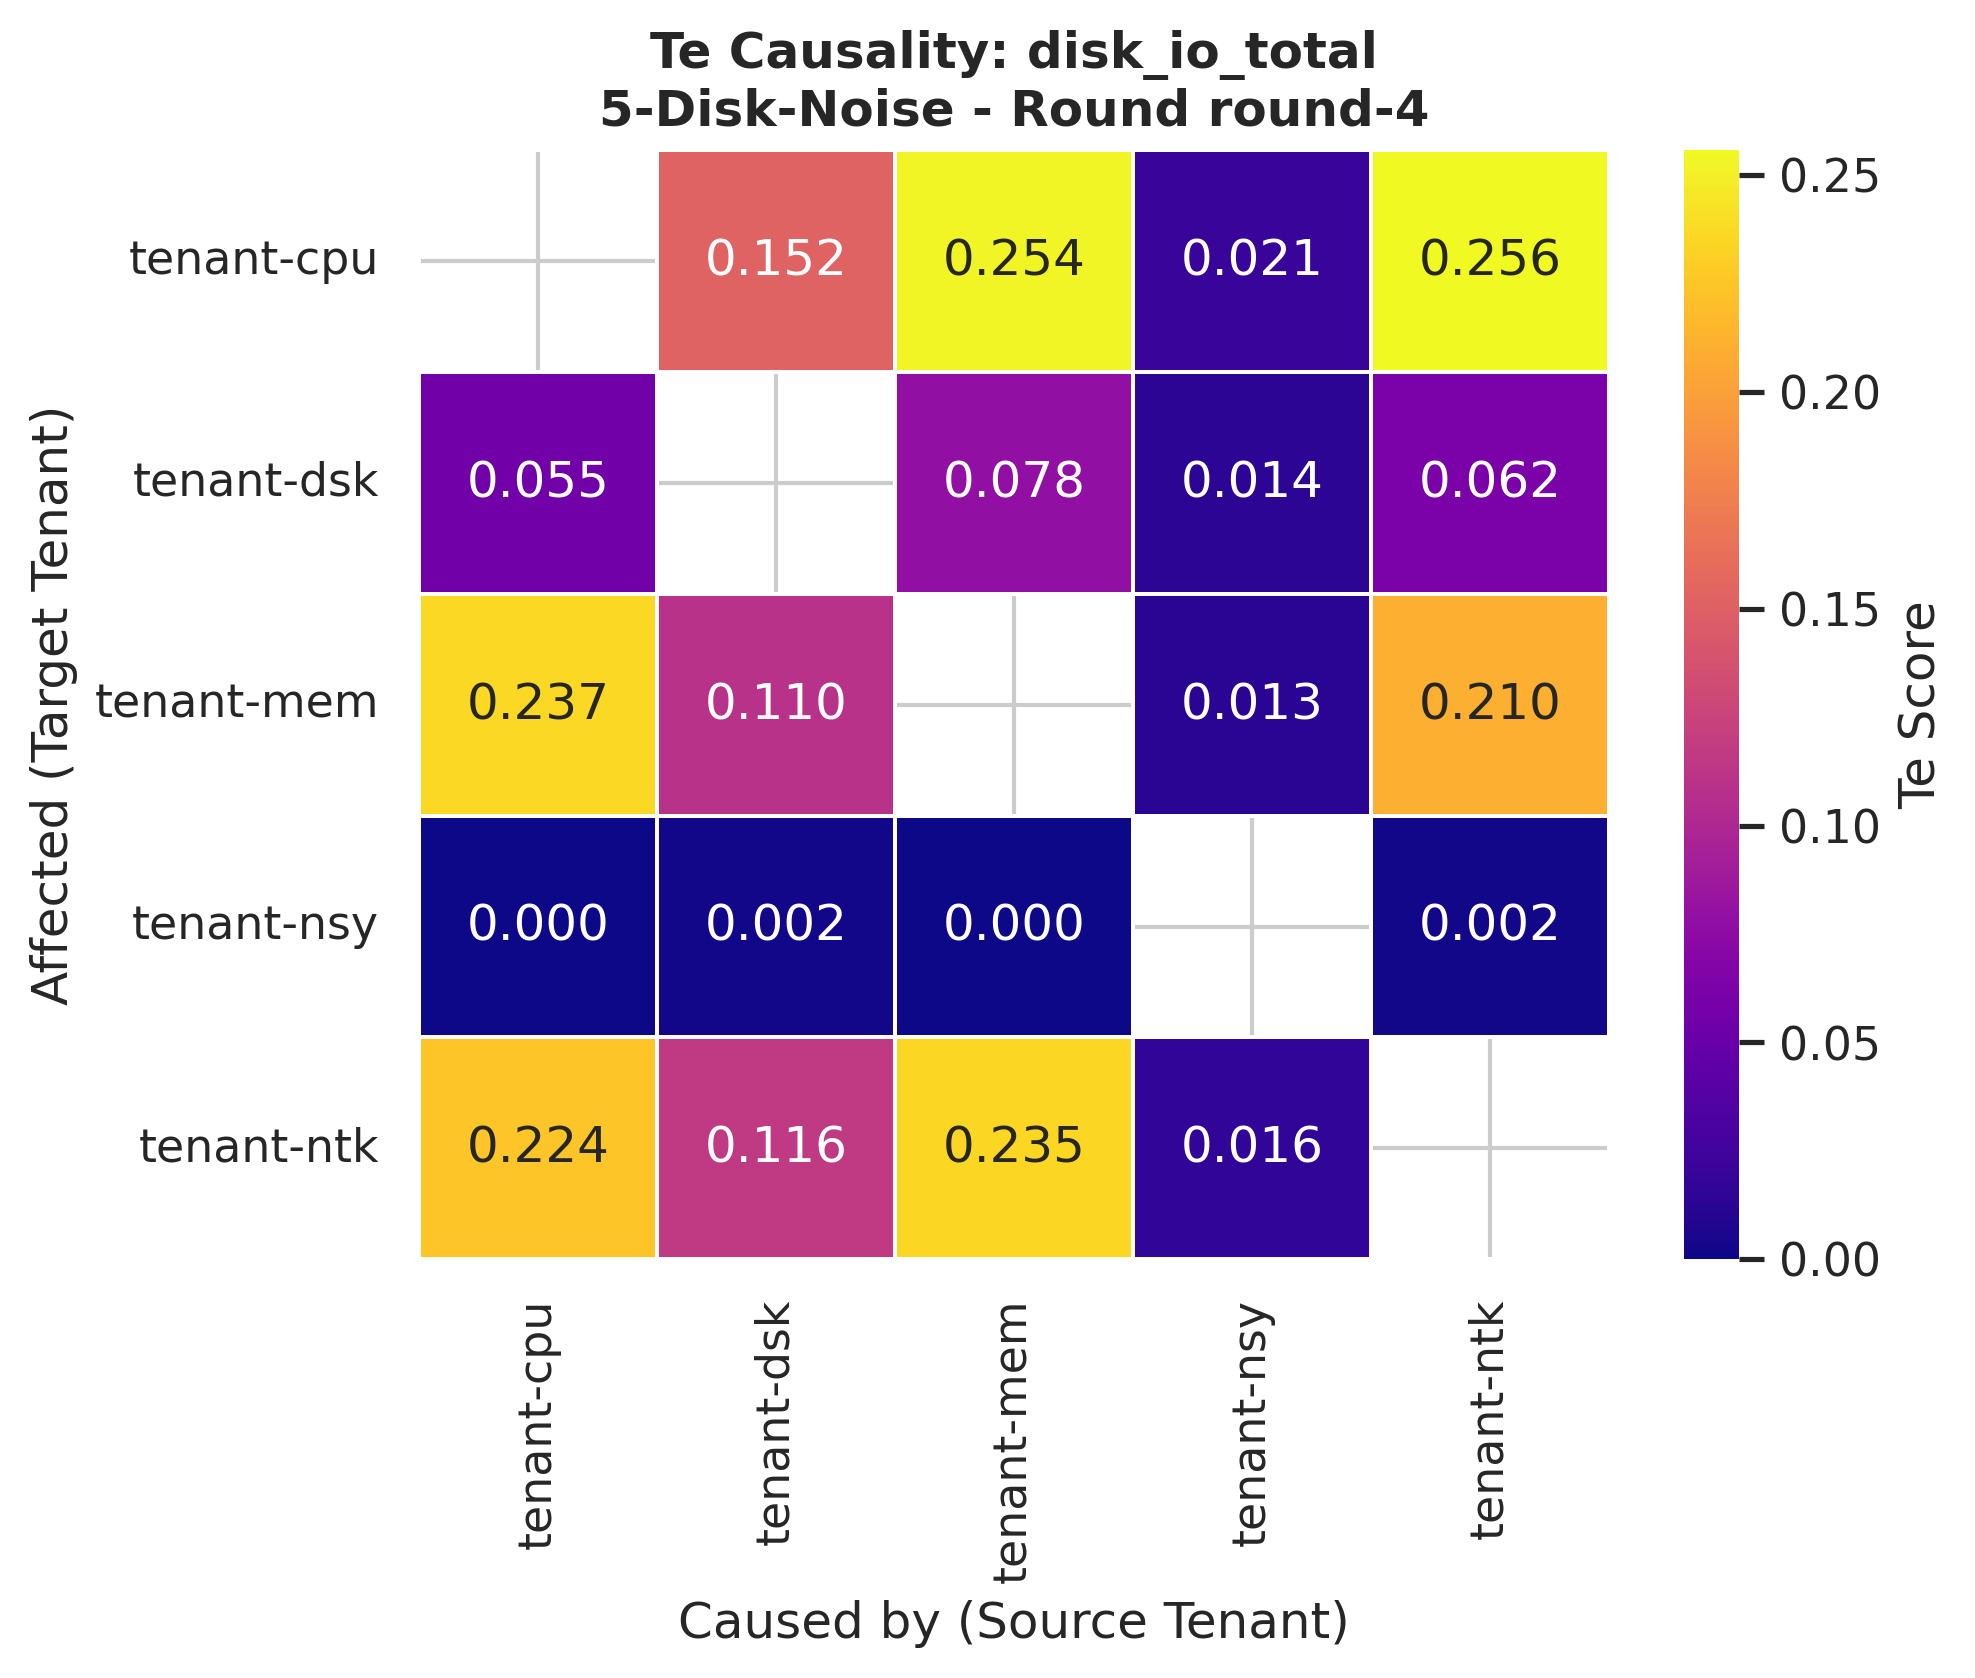 Te Causality: disk_io_total
5-Disk-Noise - Round round-4
Affected (Target Tenant)
tenant-cpu 0.152 0.254 0.021 0.256
tenant-dsk 0.055 0.078 0.014 0.062
tenant-mem 0.237 0.110 0.013 0.210
tenant-nsy 0.000 0.002 0.000 0.002
tenant-ntk 0.224 0.116 0.235 0.016
tenant-cpu tenant-dsk tenant-mem tenant-nsy tenant-ntk
Caused by (Source Tenant)
0.25
0.20
0.15
0.10
0.05
0.00
Te Score